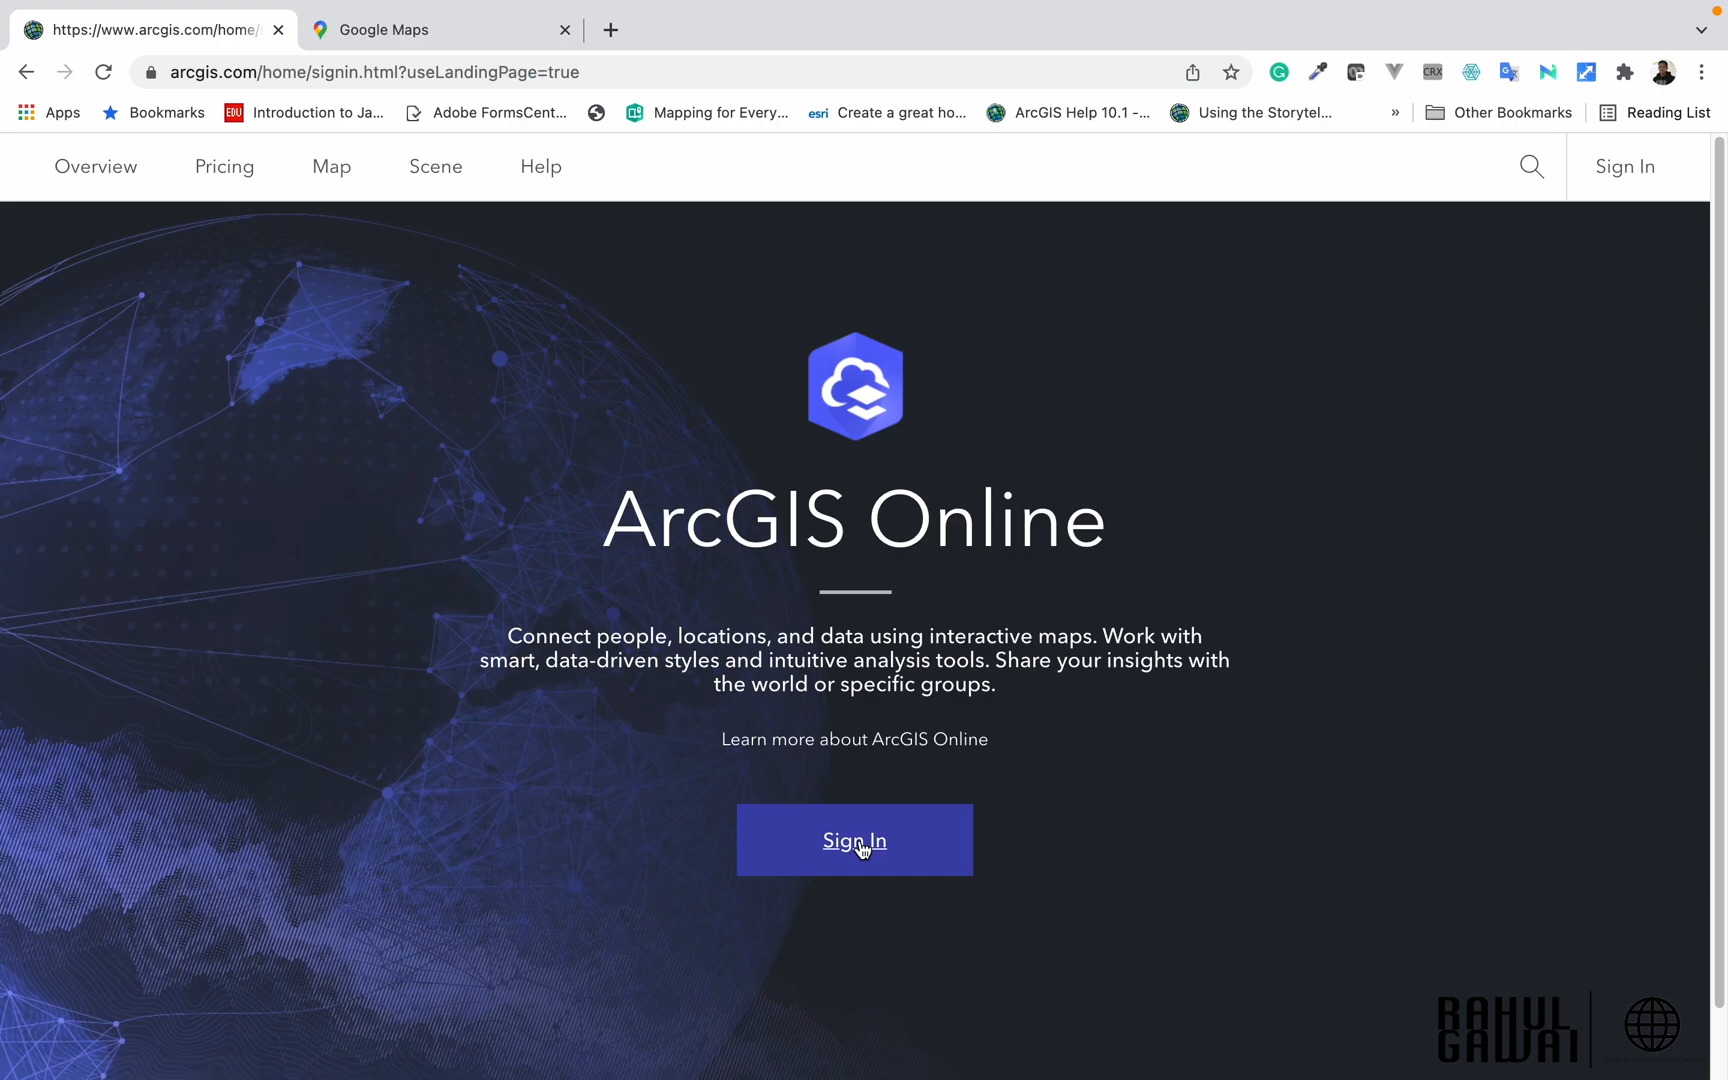 https://www.arcgis.com/home/
Google Maps
arcgis.com/home/signin.html?useLandingPage=true
CRX
Apps
Bookmarks
EDU
Introduction to Ja...
Adobe FormsCent...
Mapping for Every...
esri
Create a great ho...
ArcGIS Help 10.1 -...
Using the Storytel...
»
Other Bookmarks
Reading List
Overview
Pricing
Map
Scene
Help
Sign In
ArcGIS Online
Connect people, locations, and data using interactive maps. Work with
smart, data-driven styles and intuitive analysis tools. Share your insights with
the world or specific groups.
Learn more about ArcGIS Online
Sign In
RAHUL
GAWAI